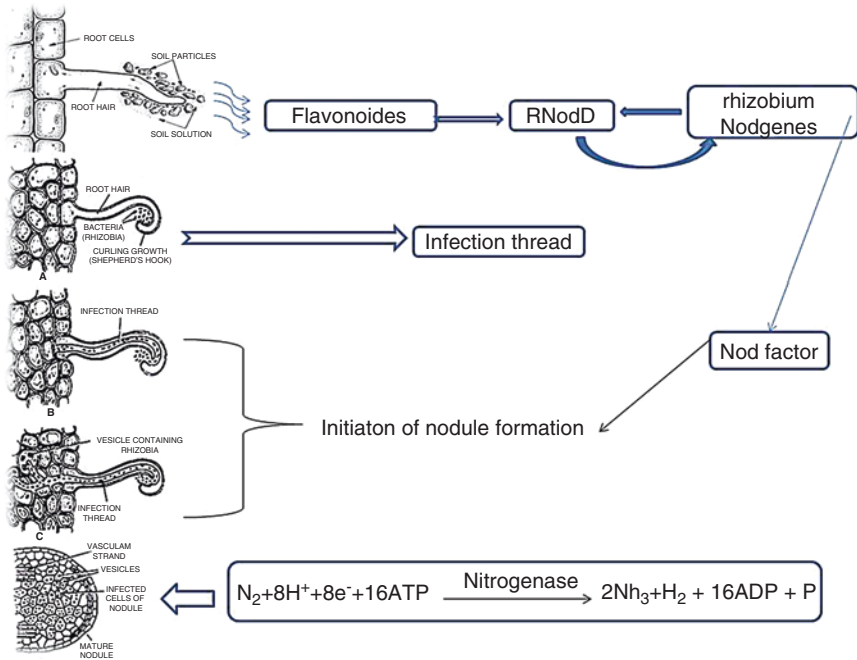 ROOT CELLS
SOIL PARTICLES
ROOT HAIR
SOIL SOLUTION
Flavonoides
RNodD
rhizobium
Nodgenes
ROOT HAIR
BACTERIA
(RHIZOBIA)
CURLING GROWTH
(SHEPHERD'S HOOK)
A
Infection thread
INFECTION THREAD
B
Nod factor
Initiaton of nodule formation
VESICLE CONTAINING
RHIZOBIA
INFECTION
THREAD
C
VASCULAM
STRAND
VESICLES
INFECTED
CELLS OF
NODULE
MATURE
NODULE
N₂+8H⁺+8e⁻+16ATP Nitrogenase 2Nh₃+H₂ + 16ADP + P